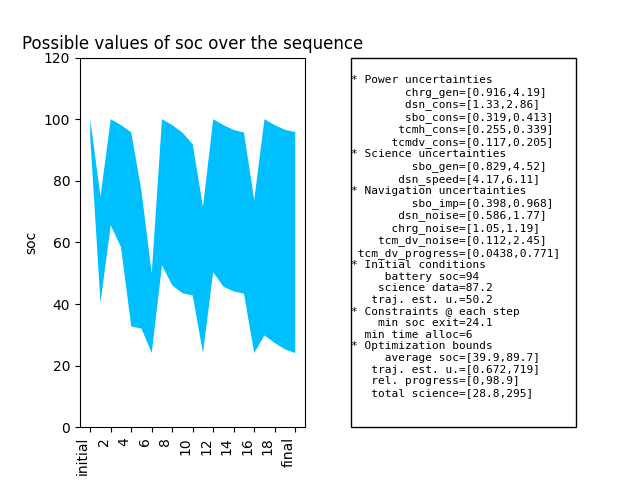 Possible values of soc over the sequence
120
100
80
60
40
20
0
soc
initial
2
4
6
8
10
12
14
16
18
final
* Power uncertainties
chrg_gen=[0.916,4.19]
dsn_cons=[1.33,2.86]
sbo_cons=[0.319,0.413]
tcmh_cons=[0.255,0.339]
tcmdv_cons=[0.117,0.205]
* Science uncertainties
sbo_gen=[0.829,4.52]
dsn_speed=[4.17,6.11]
* Navigation uncertainties
sbo_imp=[0.398,0.968]
dsn_noise=[0.586,1.77]
chrg_noise=[1.05,1.19]
tcm_dv_noise=[0.112,2.45]
tcm_dv_progress=[0.0438,0.771]
* Initial conditions
battery soc=94
science data=87.2
traj. est. u.=50.2
* Constraints @ each step
min soc exit=24.1
min time alloc=6
* Optimization bounds
average soc=[39.9,89.7]
traj. est. u.=[0.672,719]
rel. progress=[0,98.9]
total science=[28.8,295]